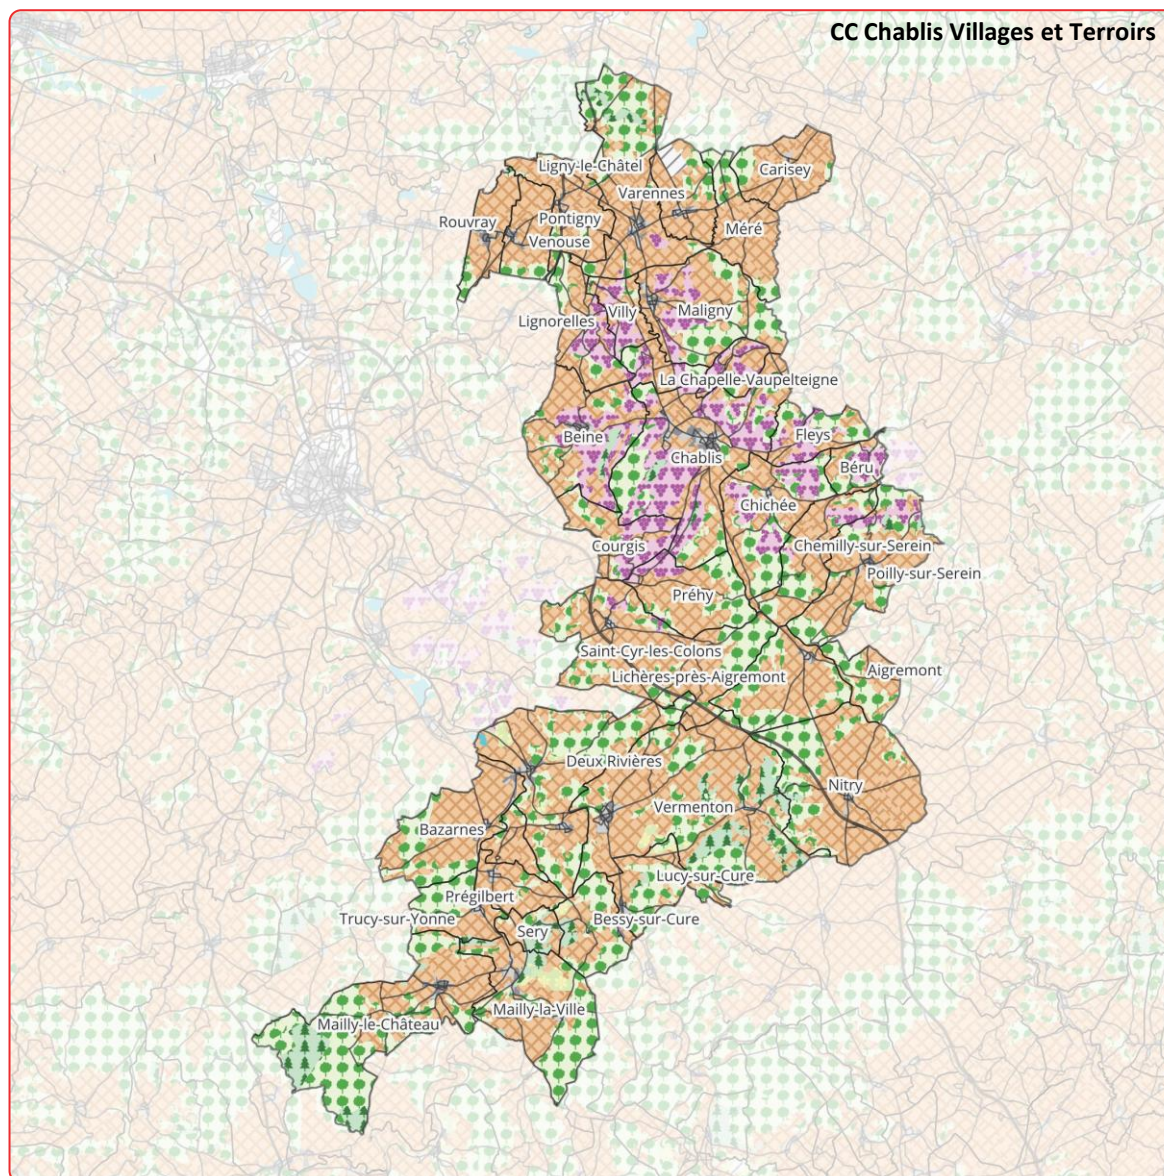 CC Chablis Villages et Terroirs
Ligny-le-Châtel
Carisey
Varennes
Rouvray
Pontigny
Méré
Venouse
Lignorelles
Villy
Maligny
La Chapelle-Vaupelteigne
Beine
Fleys
Chablis
Béru
Chichée
Courgis
Chemilly-sur-Serein
Poilly-sur-Serein
Préhy
Saint-Cyr-les-Colons
Aigremont
Lichères-près-Aigremont
Deux Rivières
Nitry
Vermenton
Bazarnes
Lucy-sur-Cure
Prégilbert
Trucy-sur-Yonne
Bessy-sur-Cure
Sery
Mailly-la-Ville
Mailly-le-Château